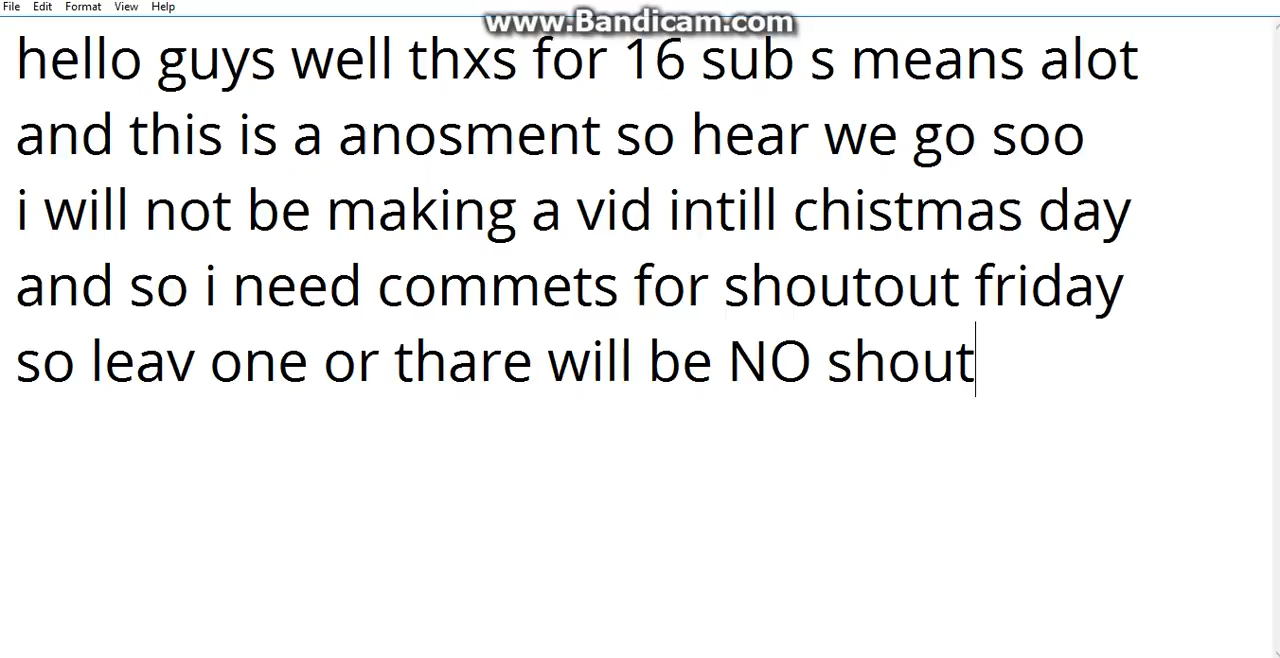 File Edit Format View Help
www.Bandicam.com
hello guys well thxs for 16 sub s means alot
and this is a anosment so hear we go soo
i will not be making a vid intill chistmas day
and so i need commets for shoutout friday
so leav one or thare will be NO shout